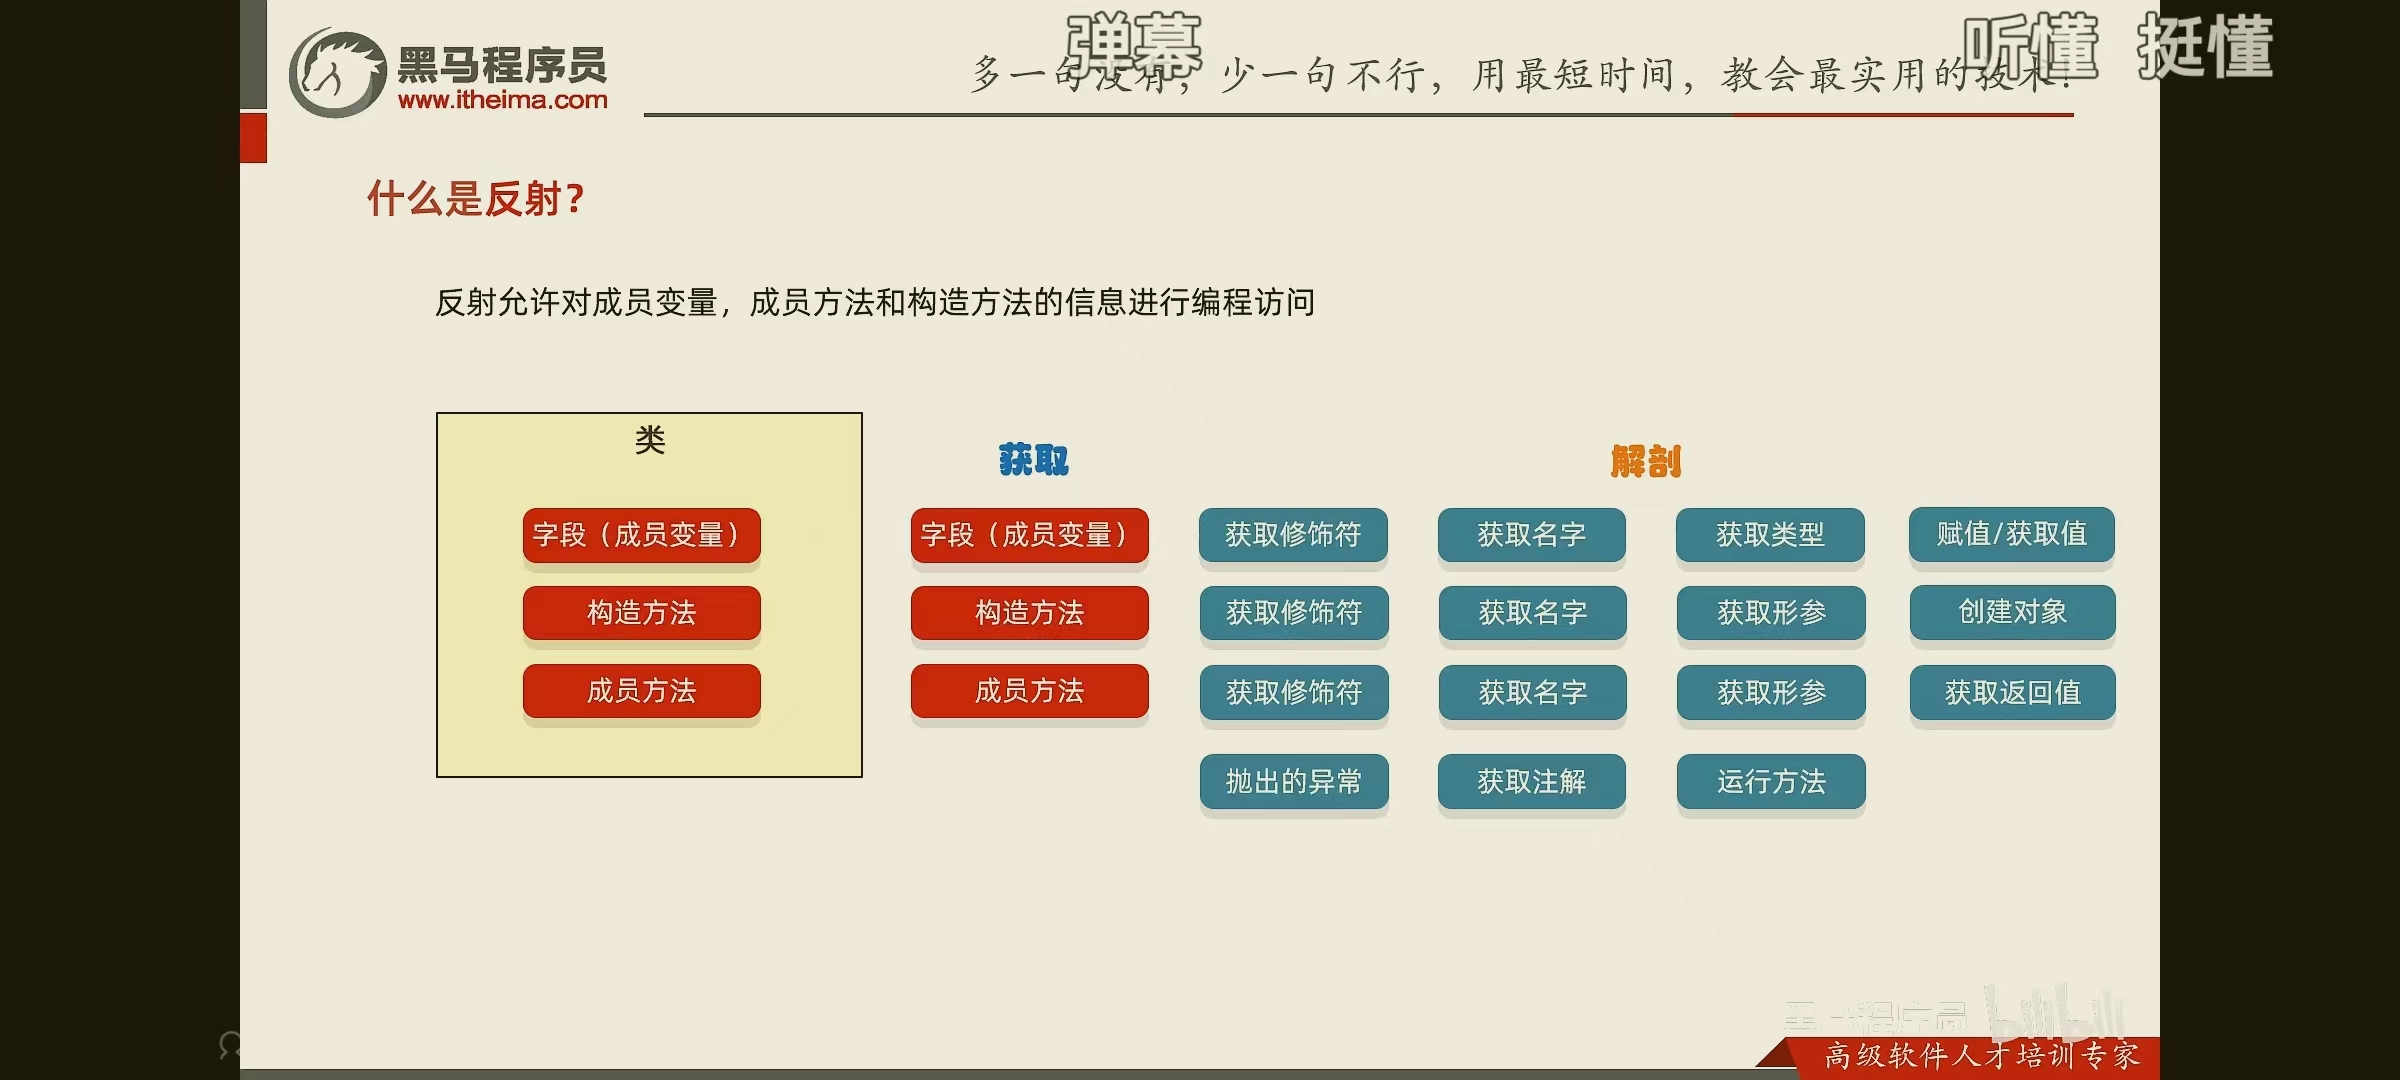 弹幕
听懂 挺懂
黑马程序员
www.itheima.com
多一句没有，少一句不行，用最短时间，教会最实用的技术！
什么是反射？
反射允许对成员变量，成员方法和构造方法的信息进行编程访问
类
字段（成员变量）
构造方法
成员方法
获取
解剖
字段（成员变量） 获取修饰符 获取名字 获取类型 赋值/获取值
构造方法 获取修饰符 获取名字 获取形参 创建对象
成员方法 获取修饰符 获取名字 获取形参 获取返回值
抛出的异常 获取注解 运行方法
黑马程序员 bilibili
高级软件人才培训专家